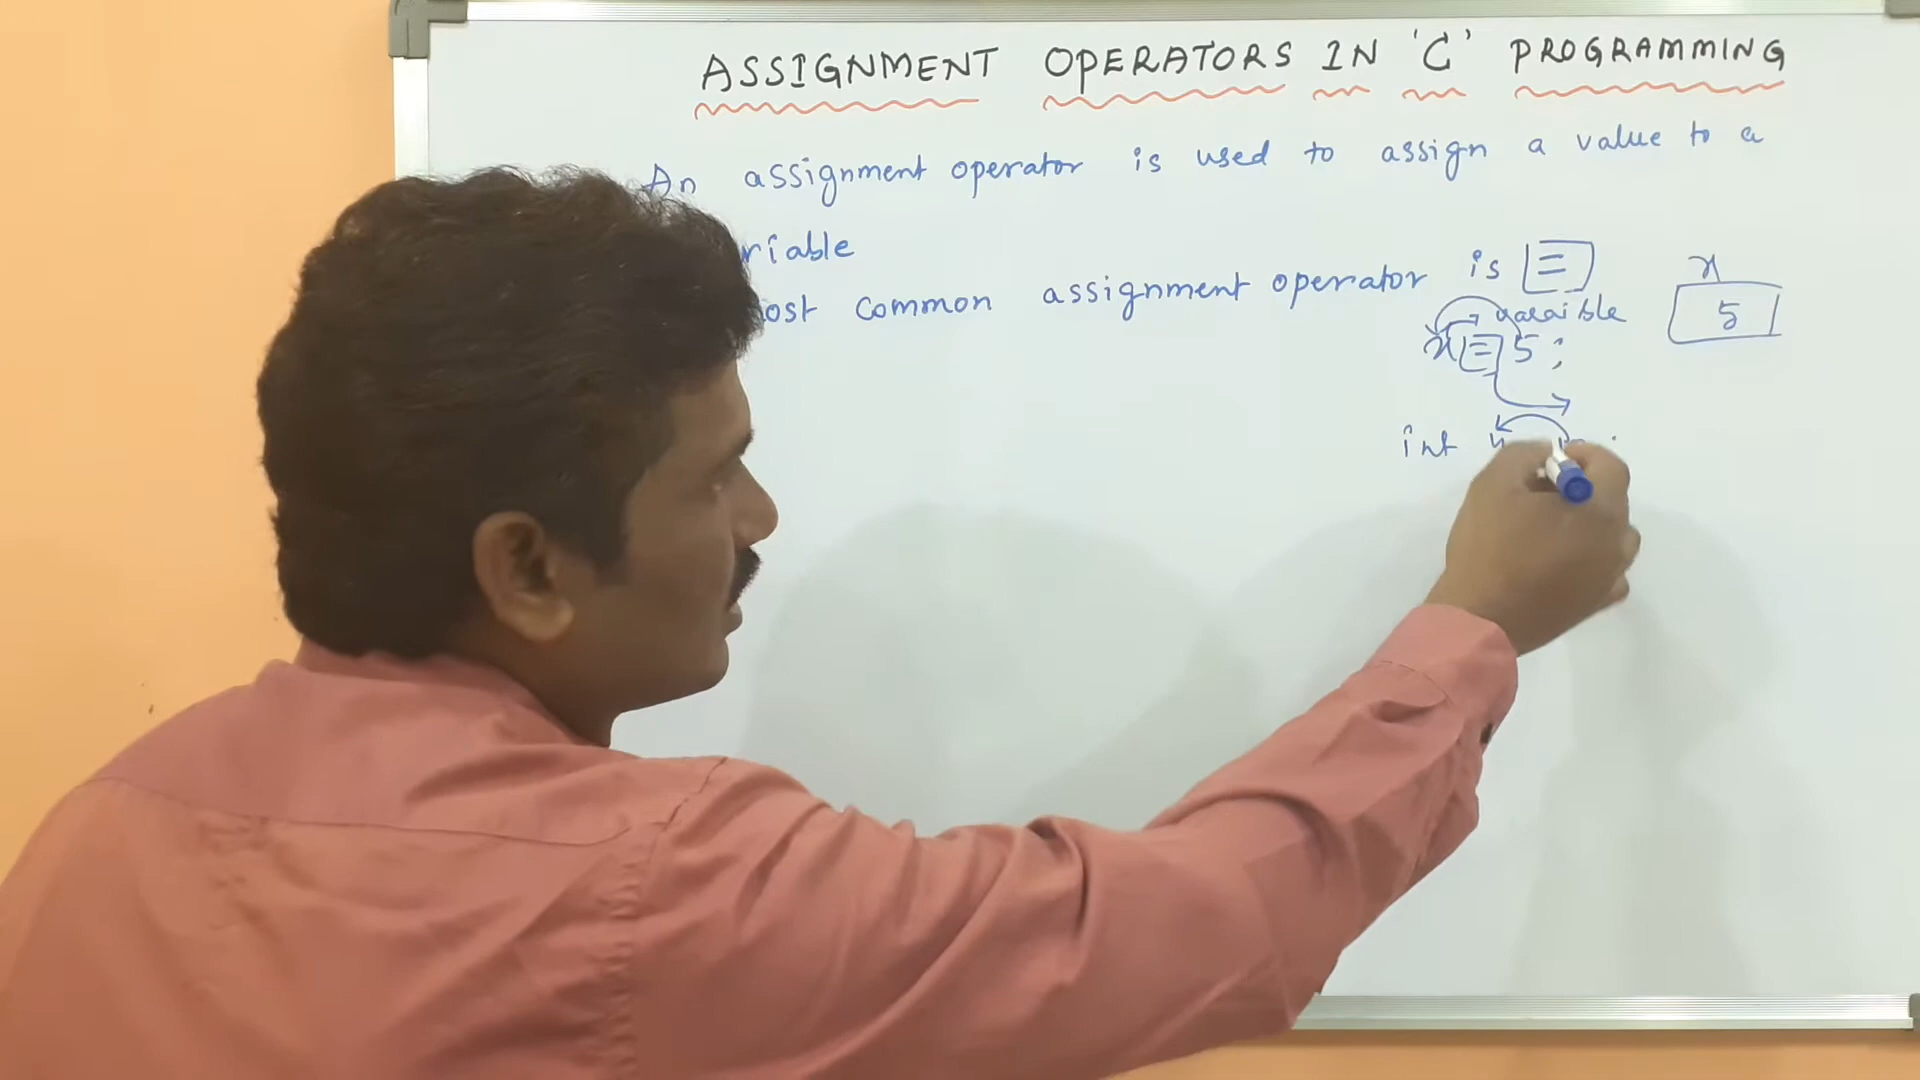 ASSIGNMENT OPERATORS IN 'C' PROGRAMMING
An assignment operator is used to assign a value to a
riable
ost common assignment operator is =
x
varaible
5
x = 5 ;
int